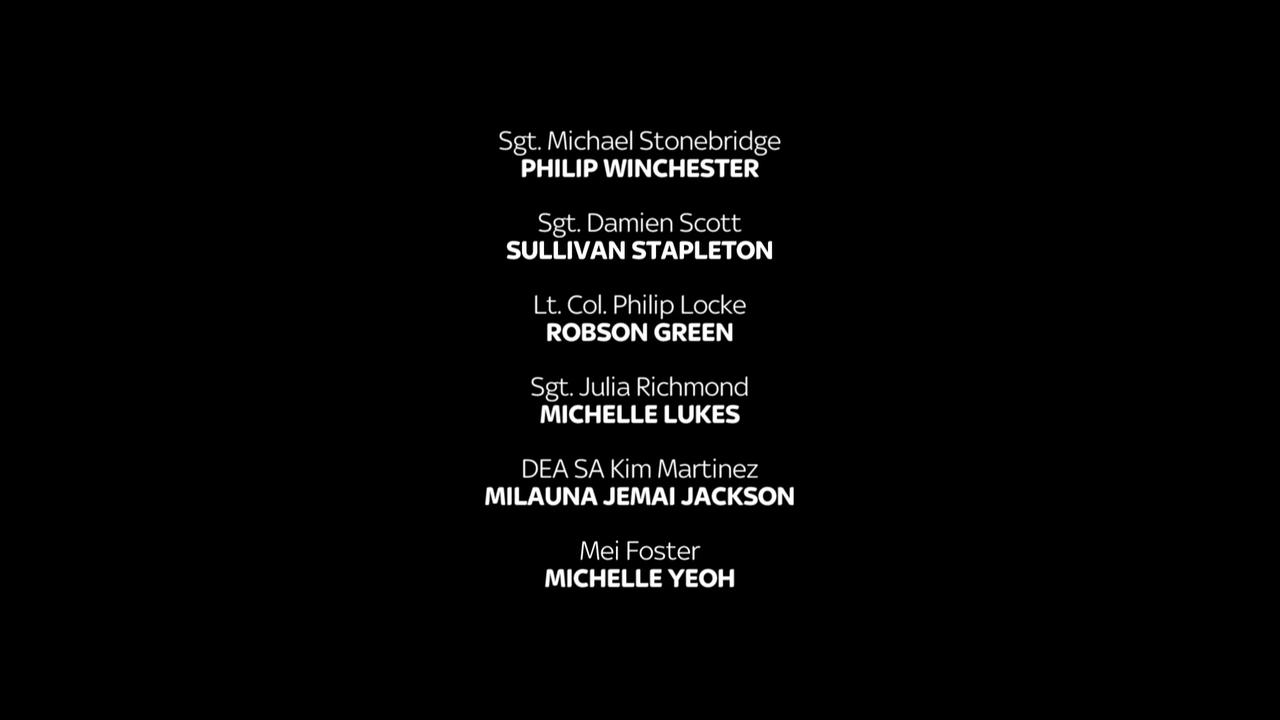 Sgt. Michael Stonebridge
PHILIP WINCHESTER
Sgt. Damien Scott
SULLIVAN STAPLETON
Lt. Col. Philip Locke
ROBSON GREEN
Sgt. Julia Richmond
MICHELLE LUKES
DEA SA Kim Martinez
MILAUNA JEMAI JACKSON
Mei Foster
MICHELLE YEOH